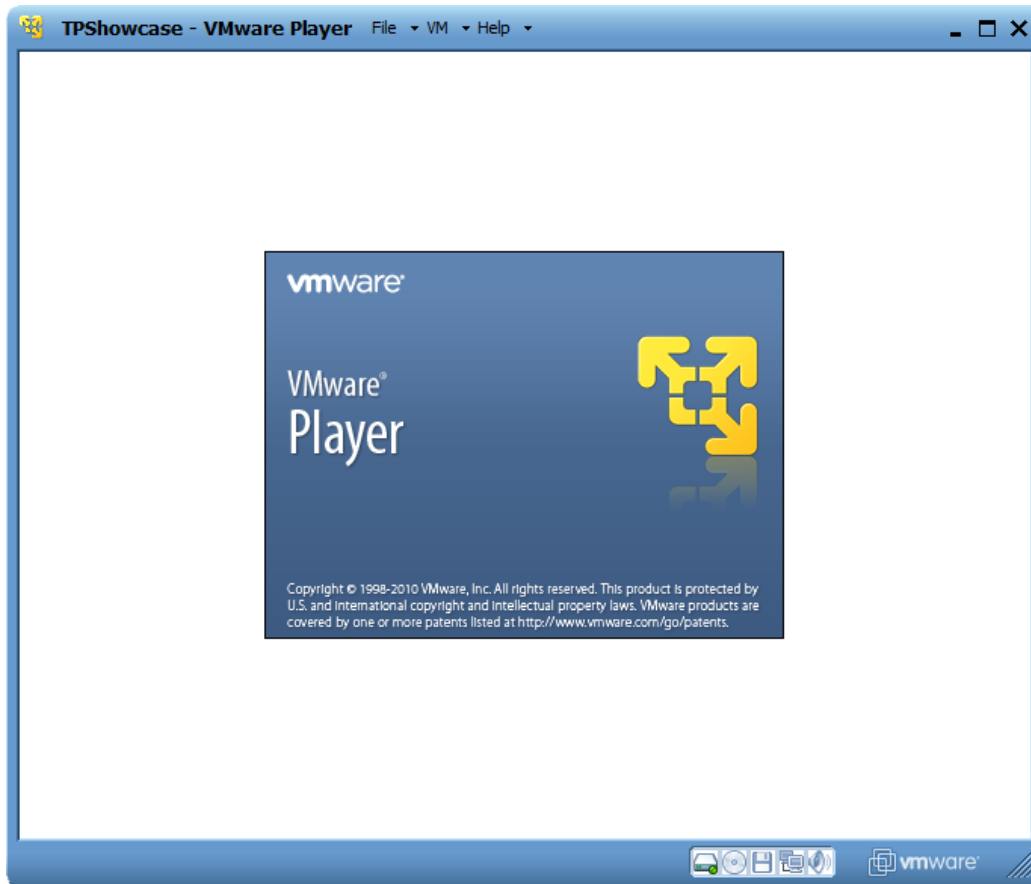 TPShowcase - VMware Player File VM Help
vmware®
VMware®
Player
Copyright © 1998-2010 VMware, Inc. All rights reserved. This product is protected by
U.S. and international copyright and intellectual property laws. VMware products are
covered by one or more patents listed at http://www.vmware.com/go/patents.
vmware®